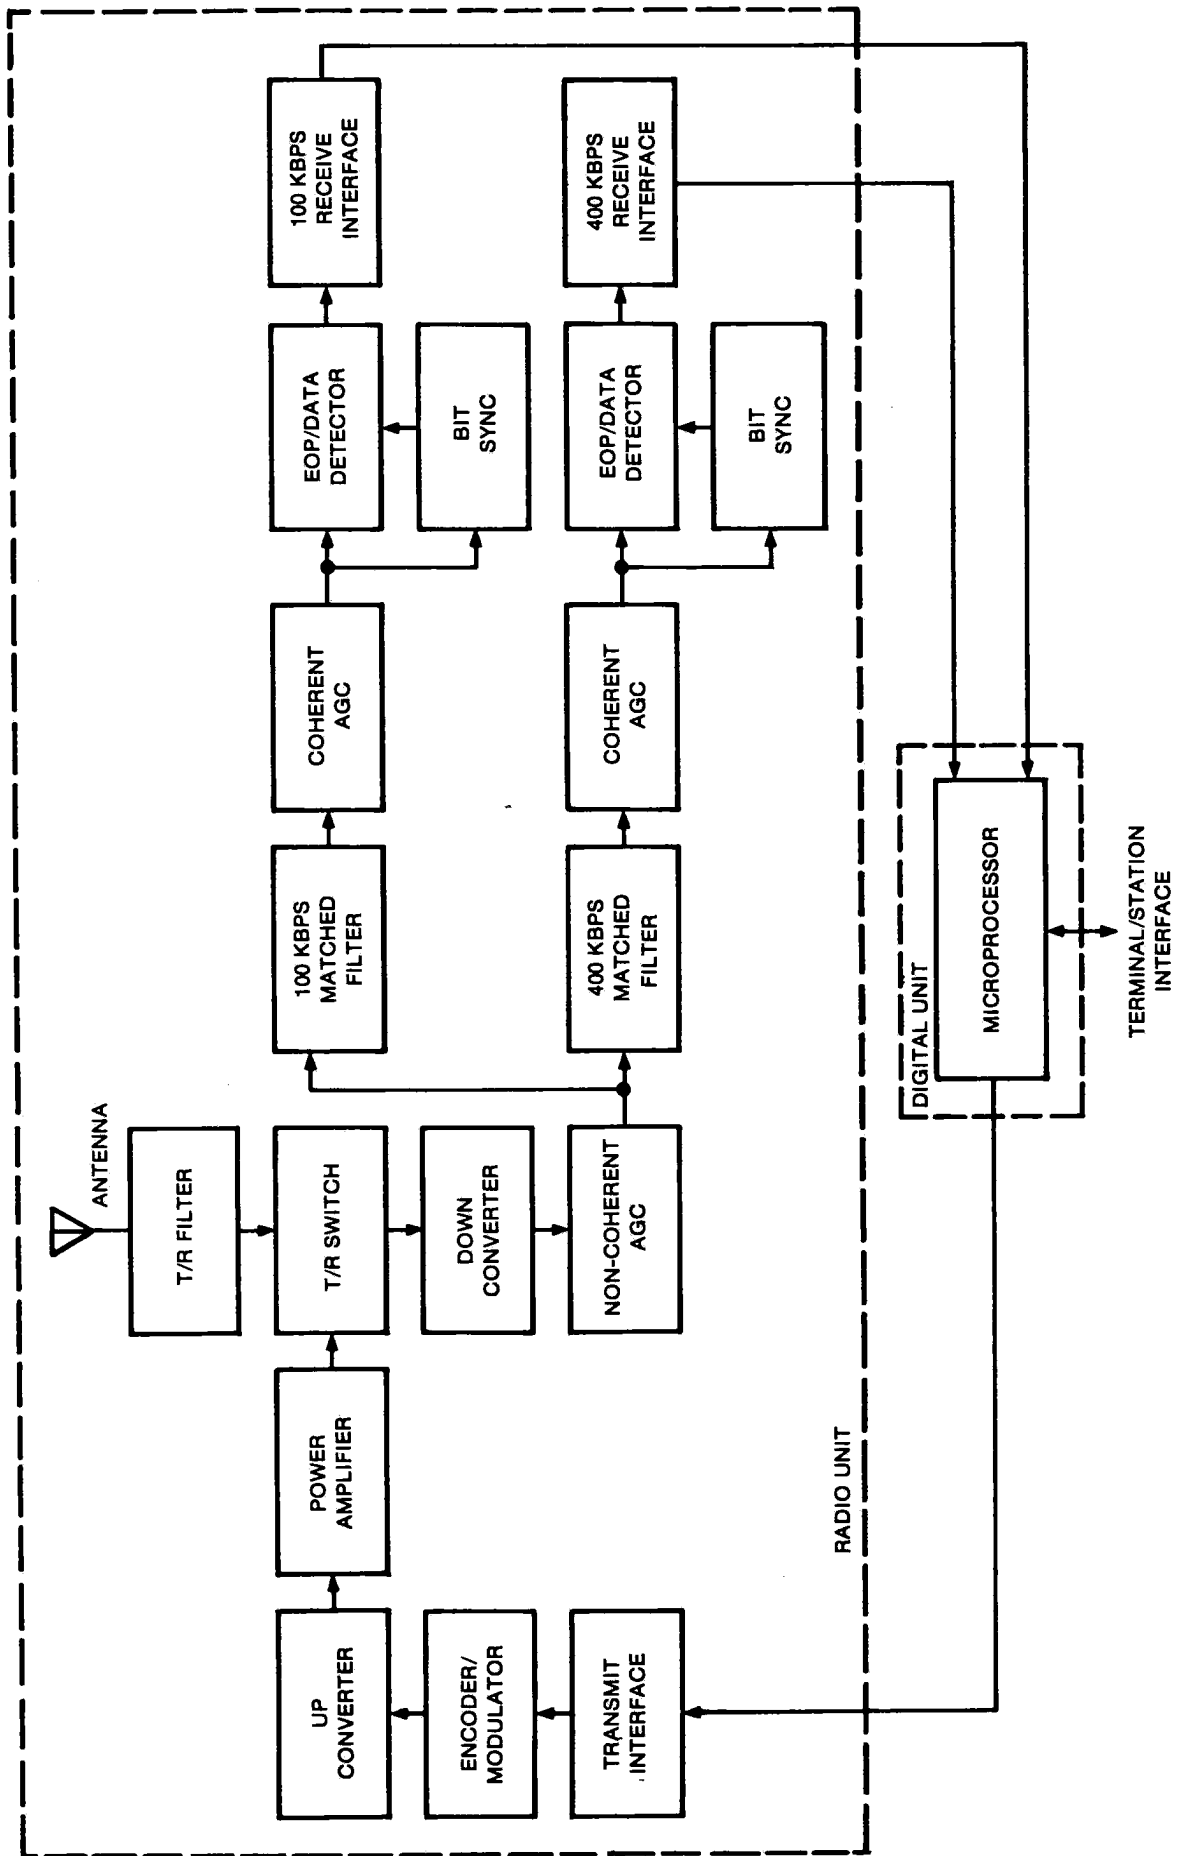 ANTENNA
T/R FILTER
T/R SWITCH
DOWN
CONVERTER
NON-COHERENT
AGC
UP
CONVERTER
POWER
AMPLIFIER
ENCODER/
MODULATOR
TRANSMIT
INTERFACE
100 KBPS
MATCHED
FILTER
COHERENT
AGC
EOP/DATA
DETECTOR
BIT
SYNC
100 KBPS
RECEIVE
INTERFACE
400 KBPS
MATCHED
FILTER
COHERENT
AGC
EOP/DATA
DETECTOR
BIT
SYNC
400 KBPS
RECEIVE
INTERFACE
RADIO UNIT
DIGITAL UNIT
MICROPROCESSOR
TERMINAL/STATION
INTERFACE